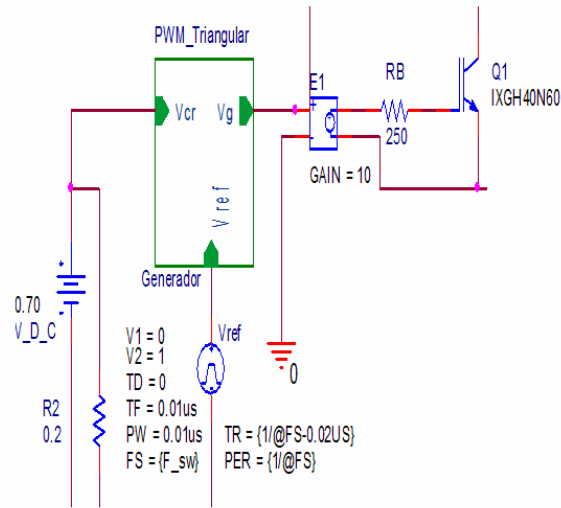 PWM_Triangular
Vcr
Vg
Vref
Generador
E1
GAIN = 10
RB
250
Q1
IXGH40N60
0.70
V_D_C
R2
0.2
Vref
V1 = 0
V2 = 1
TD = 0
TF = 0.01us
PW = 0.01us
FS = {F_sw}
TR = {1/@FS-0.02US}
PER = {1/@FS}
0